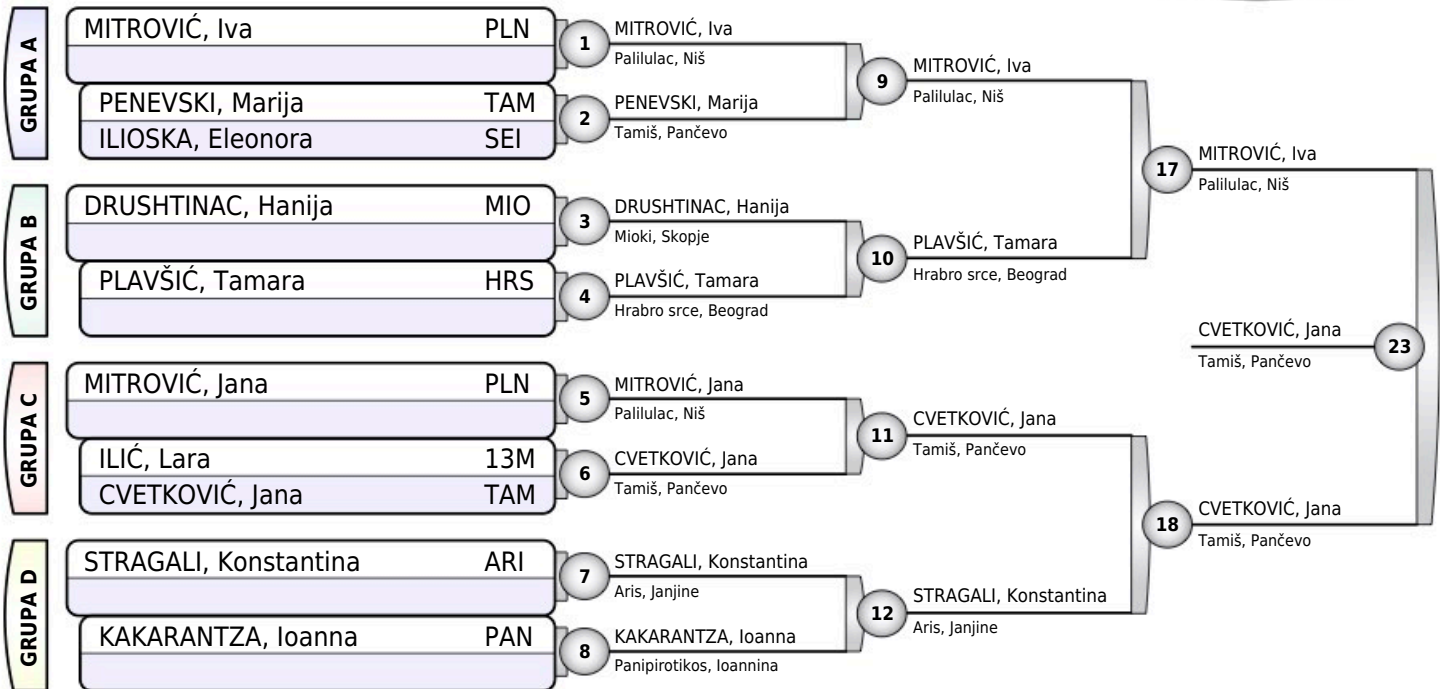 GRUPA A
MITROVIĆ, Iva PLN
PENEVSKI, Marija TAM
ILIOSKA, Eleonora SEI
GRUPA B
DRUSHTINAC, Hanija MIO
PLAVŠIĆ, Tamara HRS
GRUPA C
MITROVIĆ, Jana PLN
ILIĆ, Lara 13M
CVETKOVIĆ, Jana TAM
GRUPA D
STRAGALI, Konstantina ARI
KAKARANTZA, Ioanna PAN
1
MITROVIĆ, Iva
Palilulac, Niš
2
PENEVSKI, Marija
Tamiš, Pančevo
3
DRUSHTINAC, Hanija
Mioki, Skopje
4
PLAVŠIĆ, Tamara
Hrabro srce, Beograd
5
MITROVIĆ, Jana
Palilulac, Niš
6
CVETKOVIĆ, Jana
Tamiš, Pančevo
7
STRAGALI, Konstantina
Aris, Janjine
8
KAKARANTZA, Ioanna
Panipirotikos, Ioannina
9
MITROVIĆ, Iva
Palilulac, Niš
10
PLAVŠIĆ, Tamara
Hrabro srce, Beograd
11
CVETKOVIĆ, Jana
Tamiš, Pančevo
12
STRAGALI, Konstantina
Aris, Janjine
17
MITROVIĆ, Iva
Palilulac, Niš
18
CVETKOVIĆ, Jana
Tamiš, Pančevo
CVETKOVIĆ, Jana
Tamiš, Pančevo
23